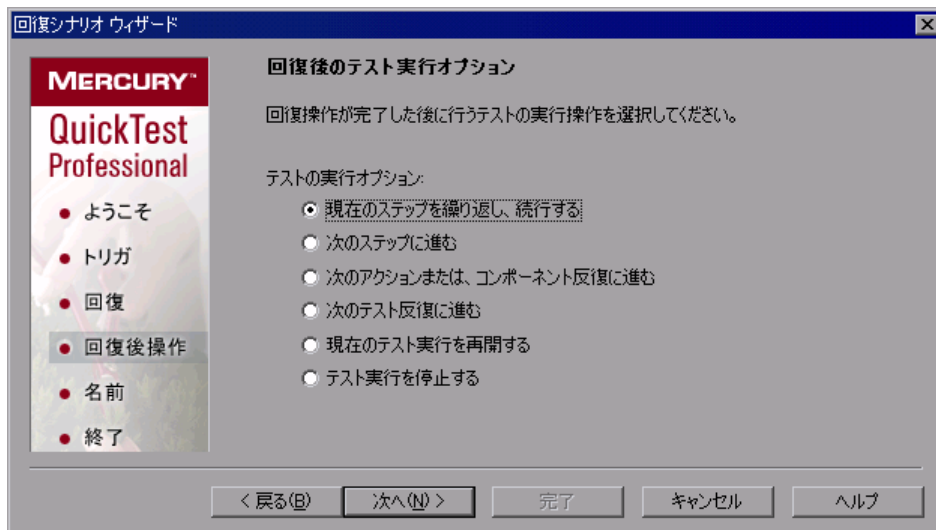 回復シナリオ ウィザード
MERCURY™
QuickTest
Professional
ようこそ
トリガ
回復
回復後操作
名前
終了
回復後のテスト実行オプション
回復操作が完了した後に行うテストの実行操作を選択してください。
テストの実行オプション:
現在のステップを繰り返し、続行する
次のステップに進む
次のアクションまたは、コンポーネント反復に進む
次のテスト反復に進む
現在のテスト実行を再開する
テスト実行を停止する
< 戻る(B)
次へ(N) >
完了
キャンセル
ヘルプ